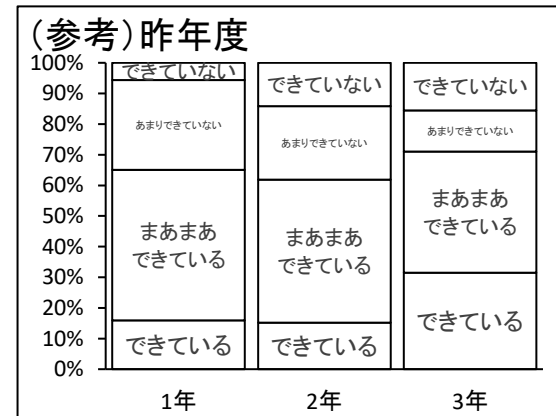 (参考)昨年度
100%
90%
80%
70%
60%
50%
40%
30%
20%
10%
0%
できていない
あまりできていない
まあまあ
できている
できている
できていない
あまりできていない
まあまあ
できている
できている
できていない
あまりできていない
まあまあ
できている
できている
1年
2年
3年